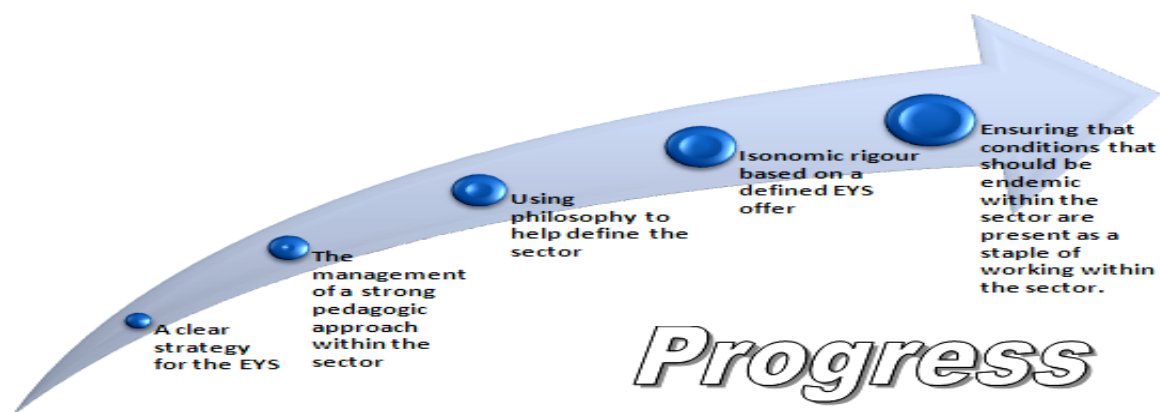 A clear
strategy
for the EYS
The
management
of a strong
pedagogic
approach
within the
sector
Using
philosophy to
help define the
sector
Isonomic rigour
based on a
defined EYS
offer
Ensuring that
conditions that
should be
endemic
within the
sector are
present as a
staple of
working within
the sector.
Progress